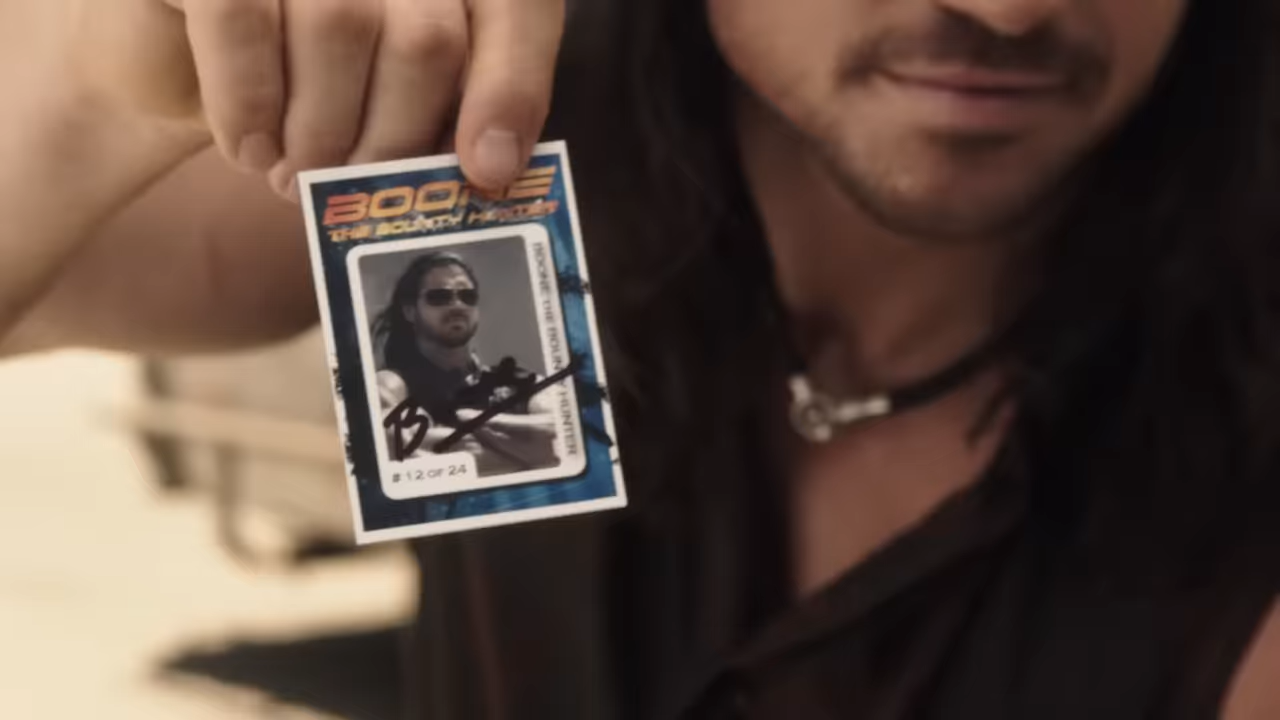 BOONE
THE BOUNTY HUNTER
BOONE THE BOUNTY HUNTER
# 12 OF 24